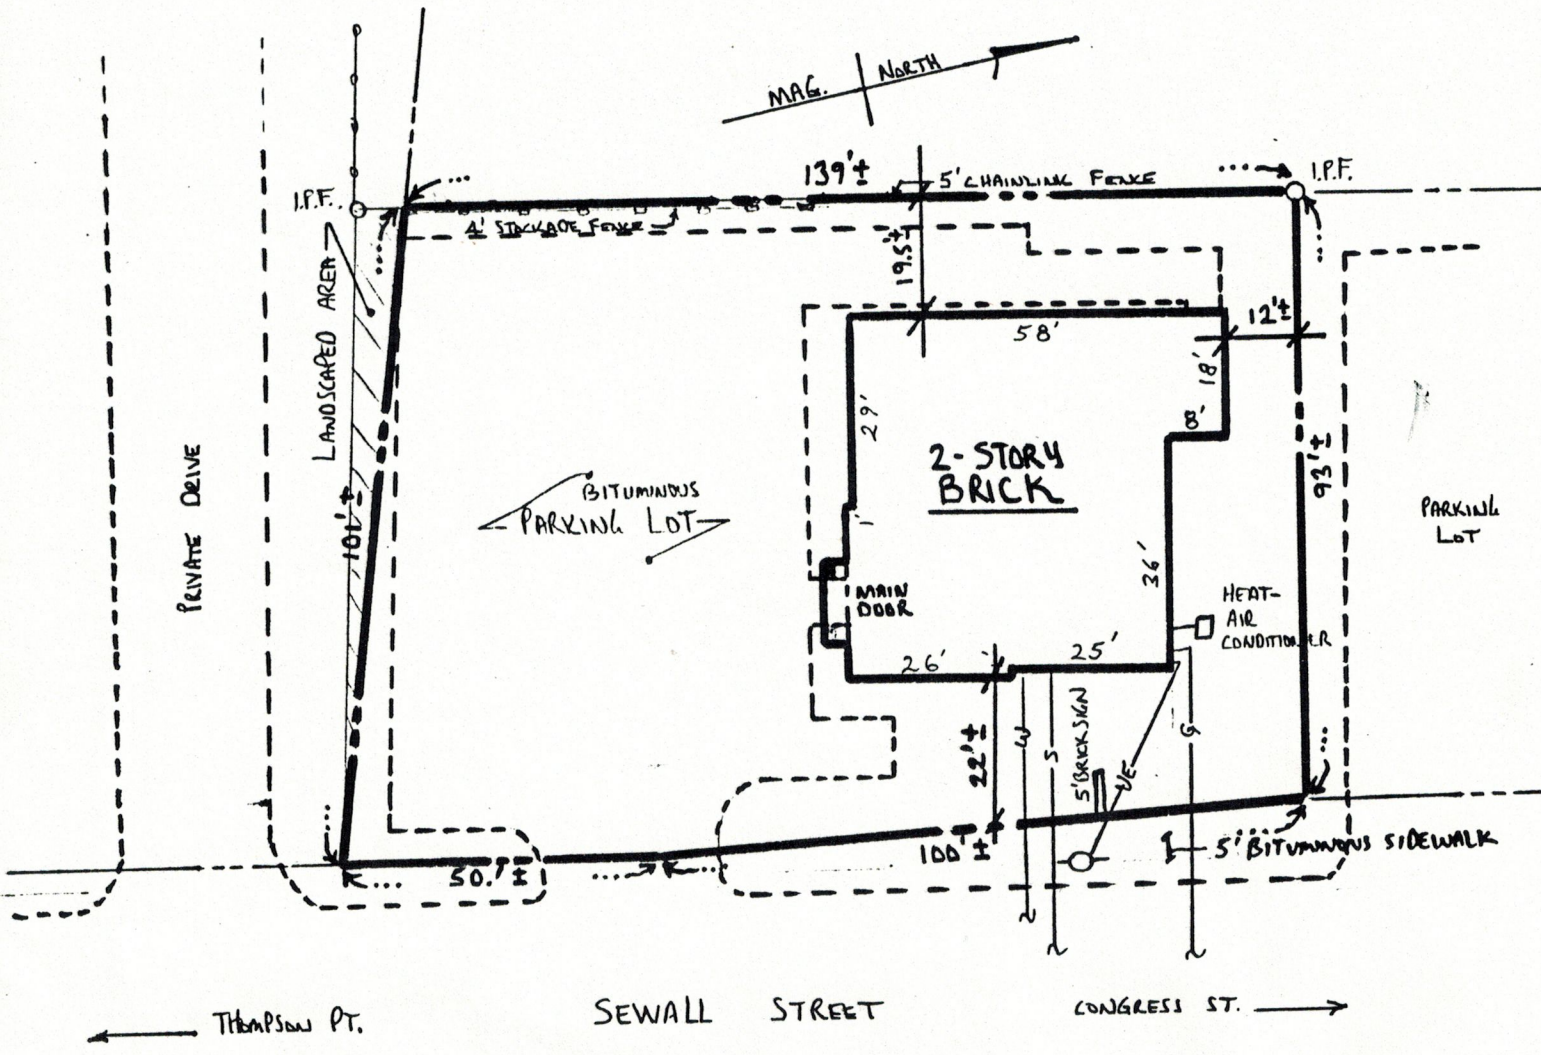 MAG. NORTH
139'±
5' CHAINLINK FENCE
I.P.F.
I.P.F.
4' STOCKADE FENCE
19.5'±
12'±
58'
18'
8'
29'
LANDSCAPED AREA
2-STORY
BRICK
93'±
BITUMINOUS
PARKING LOT
PARKING
LOT
PRIVATE DRIVE
101'±
1'
36'
MAIN
DOOR
HEAT-
AIR
CONDITIONER
26'
25'
22'±
W
S
5' BRICK SIGN
UE
G
100'±
5' BITUMINOUS SIDEWALK
50.'±
THOMPSON PT.
SEWALL STREET
CONGRESS ST.